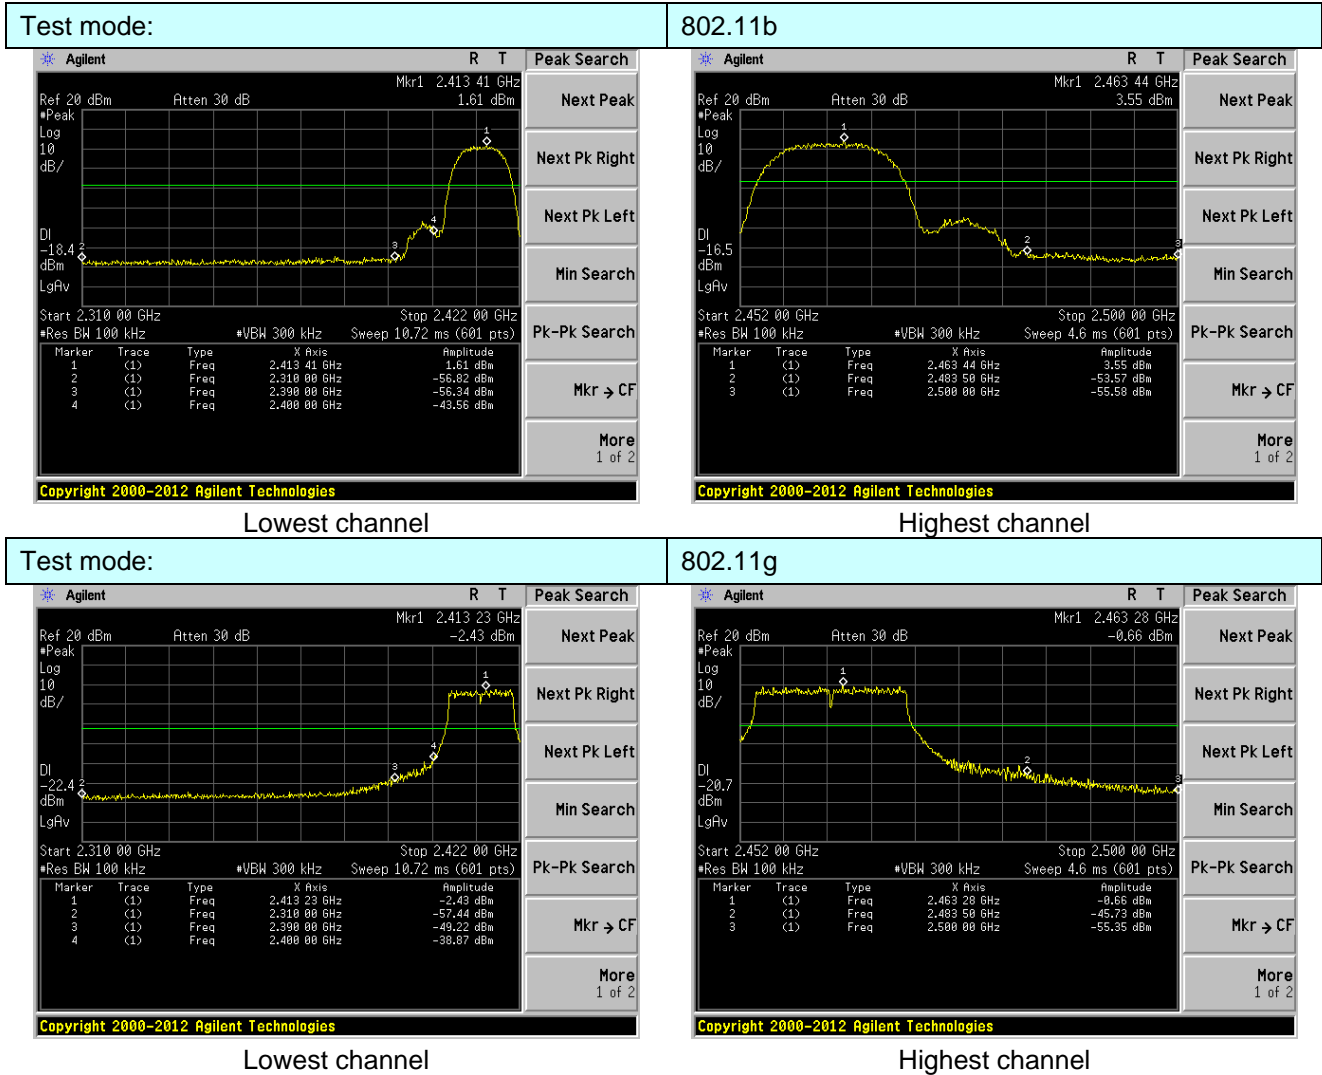 Test mode: 802.11b
Agilent R T Peak Search
Mkr1 2.413 41 GHz
Ref 20 dBm Atten 30 dB 1.61 dBm
#Peak
Log
10
dB/
1
4
3
2
DI
-18.4
dBm
LgAv
Start 2.310 00 GHz Stop 2.422 00 GHz
#Res BW 100 kHz #VBW 300 kHz Sweep 10.72 ms (601 pts)
Marker Trace Type X Axis Amplitude
1 (1) Freq 2.413 41 GHz 1.61 dBm
2 (1) Freq 2.310 00 GHz -56.82 dBm
3 (1) Freq 2.390 00 GHz -56.34 dBm
4 (1) Freq 2.400 00 GHz -43.56 dBm
Next Peak
Next Pk Right
Next Pk Left
Min Search
Pk-Pk Search
Mkr → CF
More
1 of 2
Copyright 2000-2012 Agilent Technologies
Lowest channel
Agilent R T Peak Search
Mkr1 2.463 44 GHz
Ref 20 dBm Atten 30 dB 3.55 dBm
#Peak
Log
10
dB/
1
2
3
DI
-16.5
dBm
LgAv
Start 2.452 00 GHz Stop 2.500 00 GHz
#Res BW 100 kHz #VBW 300 kHz Sweep 4.6 ms (601 pts)
Marker Trace Type X Axis Amplitude
1 (1) Freq 2.463 44 GHz 3.55 dBm
2 (1) Freq 2.483 50 GHz -53.57 dBm
3 (1) Freq 2.500 00 GHz -55.58 dBm
Next Peak
Next Pk Right
Next Pk Left
Min Search
Pk-Pk Search
Mkr → CF
More
1 of 2
Copyright 2000-2012 Agilent Technologies
Highest channel
Test mode: 802.11g
Agilent R T Peak Search
Mkr1 2.413 23 GHz
Ref 20 dBm Atten 30 dB -2.43 dBm
#Peak
Log
10
dB/
1
4
3
2
DI
-22.4
dBm
LgAv
Start 2.310 00 GHz Stop 2.422 00 GHz
#Res BW 100 kHz #VBW 300 kHz Sweep 10.72 ms (601 pts)
Marker Trace Type X Axis Amplitude
1 (1) Freq 2.413 23 GHz -2.43 dBm
2 (1) Freq 2.310 00 GHz -57.44 dBm
3 (1) Freq 2.390 00 GHz -49.22 dBm
4 (1) Freq 2.400 00 GHz -38.87 dBm
Next Peak
Next Pk Right
Next Pk Left
Min Search
Pk-Pk Search
Mkr → CF
More
1 of 2
Copyright 2000-2012 Agilent Technologies
Lowest channel
Agilent R T Peak Search
Mkr1 2.463 28 GHz
Ref 20 dBm Atten 30 dB -0.66 dBm
#Peak
Log
10
dB/
1
2
3
DI
-20.7
dBm
LgAv
Start 2.452 00 GHz Stop 2.500 00 GHz
#Res BW 100 kHz #VBW 300 kHz Sweep 4.6 ms (601 pts)
Marker Trace Type X Axis Amplitude
1 (1) Freq 2.463 28 GHz -0.66 dBm
2 (1) Freq 2.483 50 GHz -45.73 dBm
3 (1) Freq 2.500 00 GHz -55.35 dBm
Next Peak
Next Pk Right
Next Pk Left
Min Search
Pk-Pk Search
Mkr → CF
More
1 of 2
Copyright 2000-2012 Agilent Technologies
Highest channel